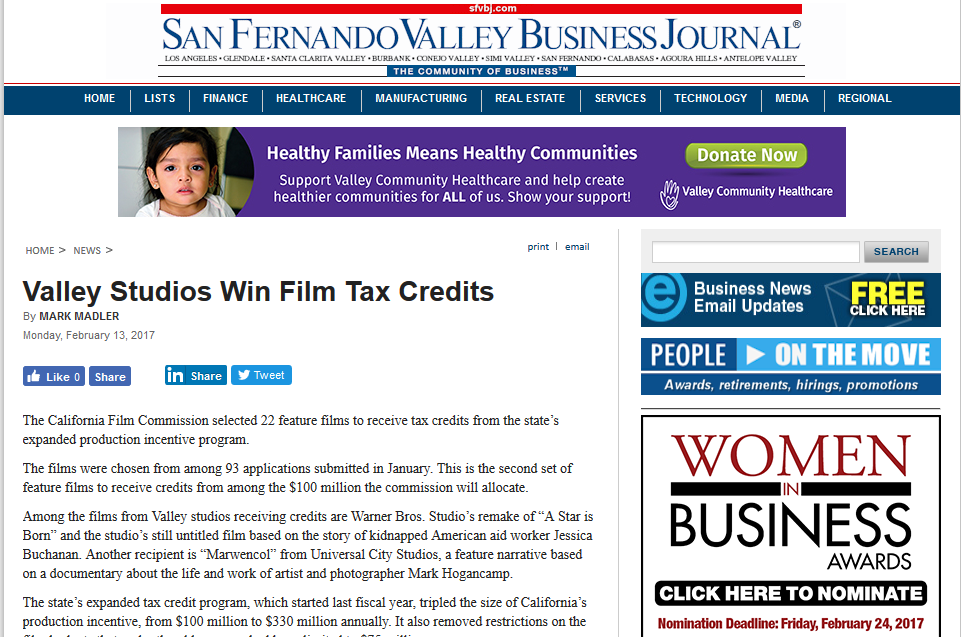 sfvbj.com
SAN FERNANDO VALLEY BUSINESS JOURNAL®
LOS ANGELES • GLENDALE • SANTA CLARITA VALLEY • BURBANK • CONEJO VALLEY • SIMI VALLEY • SAN FERNANDO • CALABASAS • AGOURA HILLS • ANTELOPE VALLEY
THE COMMUNITY OF BUSINESS™
HOME LISTS FINANCE HEALTHCARE MANUFACTURING REAL ESTATE SERVICES TECHNOLOGY MEDIA REGIONAL
Healthy Families Means Healthy Communities
Support Valley Community Healthcare and help create
healthier communities for ALL of us. Show your support!
Donate Now
Valley Community Healthcare
HOME > NEWS >
print | email
Valley Studios Win Film Tax Credits
By MARK MADLER
Monday, February 13, 2017
Like 0 Share in Share Tweet
The California Film Commission selected 22 feature films to receive tax credits from the state’s
expanded production incentive program.
The films were chosen from among 93 applications submitted in January. This is the second set of
feature films to receive credits from among the $100 million the commission will allocate.
Among the films from Valley studios receiving credits are Warner Bros. Studio’s remake of “A Star is
Born” and the studio’s still untitled film based on the story of kidnapped American aid worker Jessica
Buchanan. Another recipient is “Marwencol” from Universal City Studios, a feature narrative based
on a documentary about the life and work of artist and photographer Mark Hogancamp.
The state’s expanded tax credit program, which started last fiscal year, tripled the size of California’s
production incentive, from $100 million to $330 million annually. It also removed restrictions on the
SEARCH
e Business News
Email Updates
FREE
CLICK HERE
PEOPLE ON THE MOVE
Awards, retirements, hirings, promotions
WOMEN
IN
BUSINESS
AWARDS
CLICK HERE TO NOMINATE
Nomination Deadline: Friday, February 24, 2017